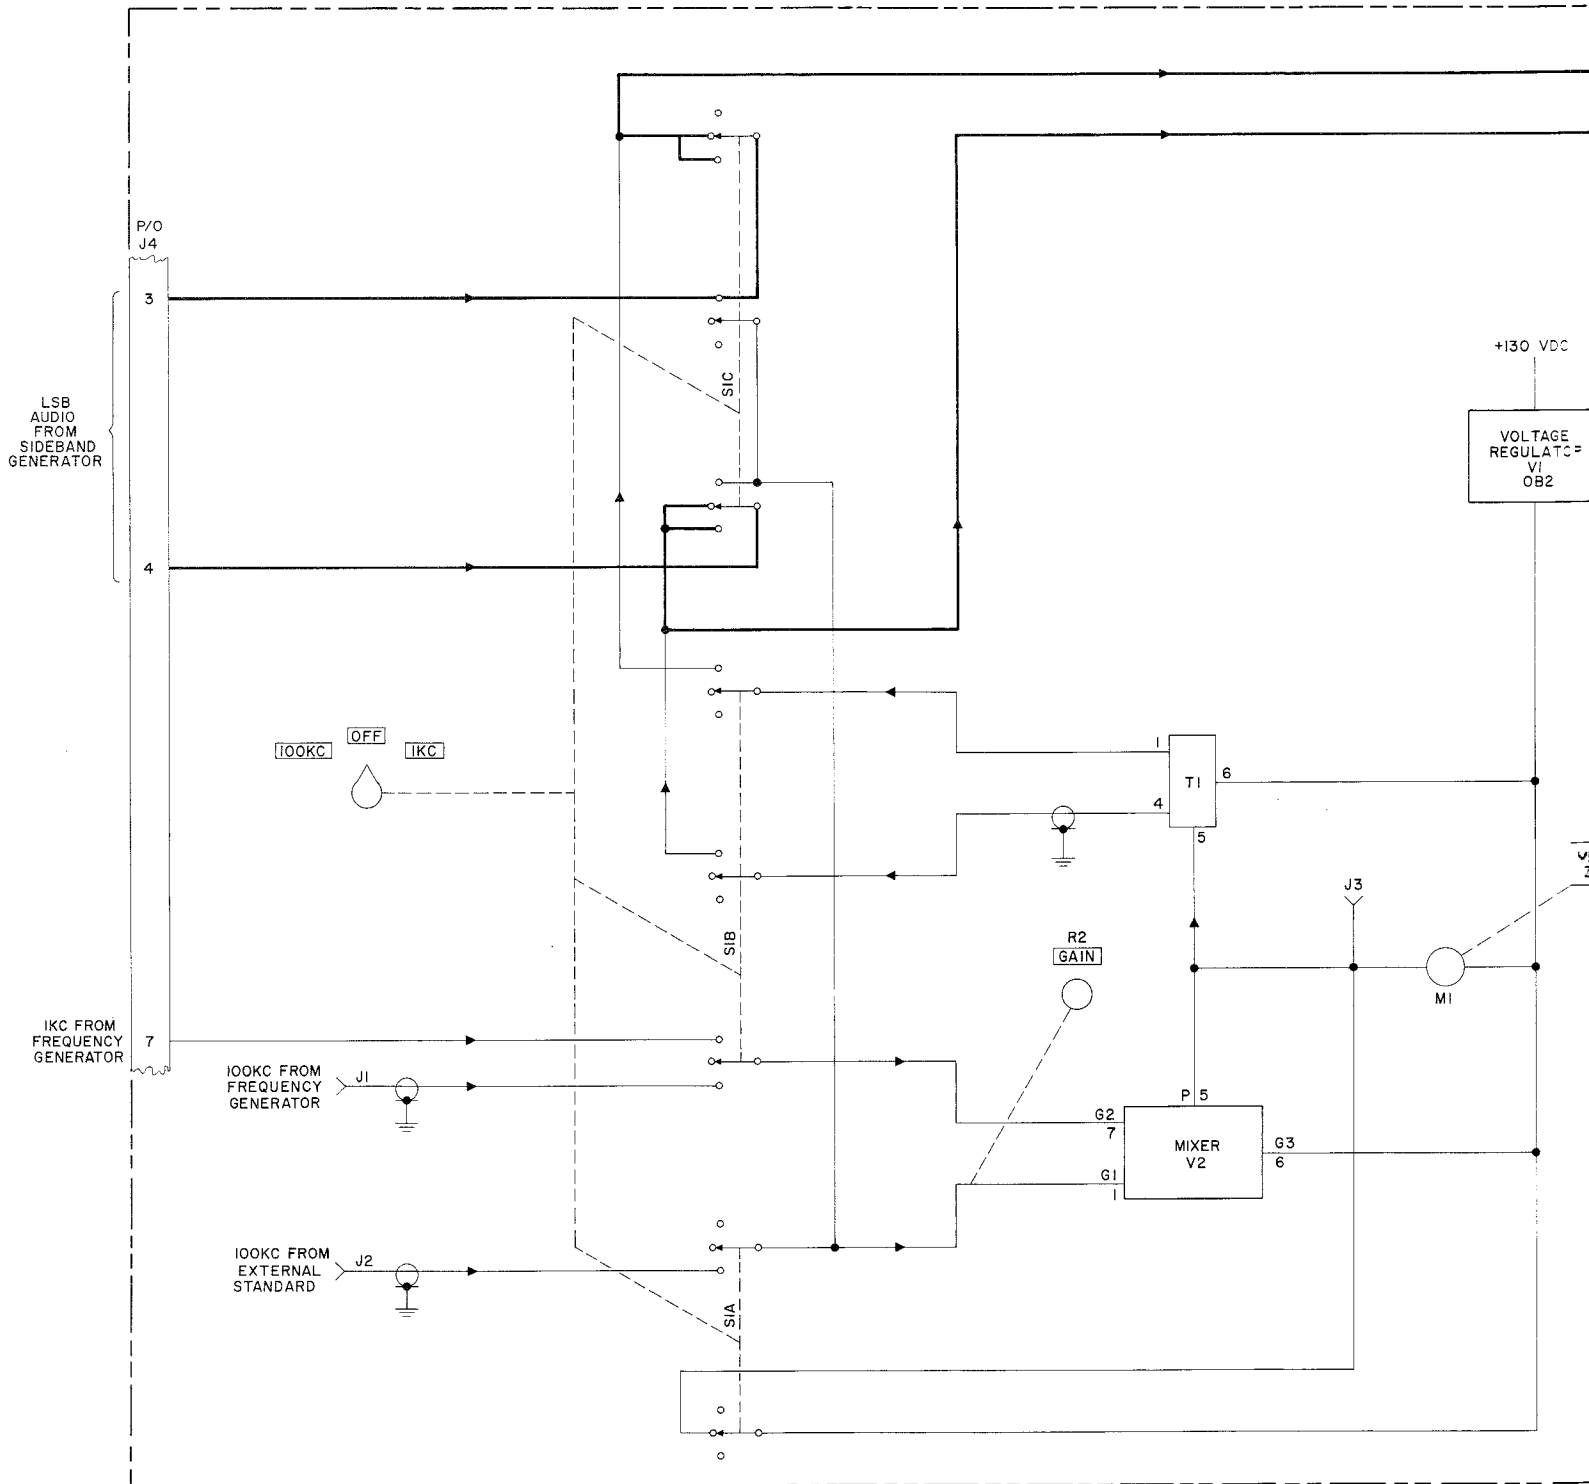 P/O
J4
3
+130 VDC
S1C
LSB
AUDIO
FROM
SIDEBAND
GENERATOR
VOLTAGE
V1
OB2
4
100KC
OFF
1KC
1
T1
6
4
5
J3
S1B
R2
GAIN
M1
1KC FROM
FREQUENCY
GENERATOR
7
100KC FROM
FREQUENCY
GENERATOR
J1
P 5
G2
7
MIXER
V2
G3
6
G1
1
100KC FROM
EXTERNAL
STANDARD
J2
S1A